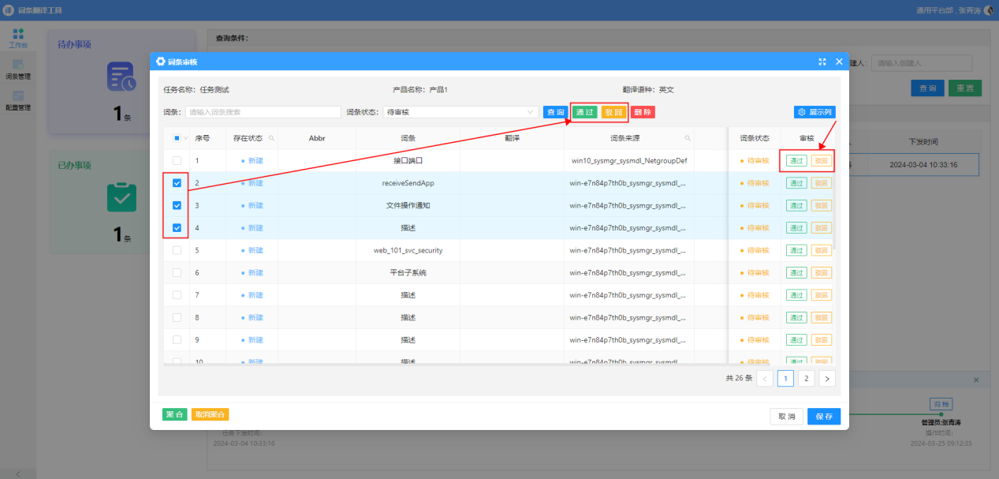 译 词条翻译工具
通用平台部，张青涛
工作台
词条管理
配置管理
待办事项
1条
已办事项
1条
查询条件：
建人：
请输入创建人
查 询
重 置
下发时间
2024-03-04 10:33:16
词条审核
任务名称：任务测试
产品名称：产品1
翻译语种：英文
词条：
请输入词条搜索
词条状态：
待审核
查 询
通 过
驳 回
删 除
展示列
序号 存在状态 Abbr 词条 翻译 词条来源 词条状态 审核
1 新建 接口端口 win10_sysmgr_sysmdl_NetgroupDef 待审核 通过 驳回
2 新建 receiveSendApp win-e7n84p7th0b_sysmgr_sysmdl_... 待审核 通过 驳回
3 新建 文件操作通知 win-e7n84p7th0b_sysmgr_sysmdl_... 待审核 通过 驳回
4 新建 描述 win-e7n84p7th0b_sysmgr_sysmdl_... 待审核 通过 驳回
5 新建 web_101_svc_security win-e7n84p7th0b_sysmgr_sysmdl_... 待审核 通过 驳回
6 新建 平台子系统 win-e7n84p7th0b_sysmgr_sysmdl_... 待审核 通过 驳回
7 新建 描述 win-e7n84p7th0b_sysmgr_sysmdl_... 待审核 通过 驳回
8 新建 描述 win-e7n84p7th0b_sysmgr_sysmdl_... 待审核 通过 驳回
9 新建 描述 win-e7n84p7th0b_sysmgr_sysmdl_... 待审核 通过 驳回
10 新建 描述 win-e7n84p7th0b_sysmgr_sysmdl_... 待审核 通过 驳回
共 26 条 < 1 2 >
聚 合
取消聚合
取 消
保 存
任务下发时间：
2024-03-04 10:33:16
归 档
管理员:张青涛
操作时间：
2024-03-25 09:12:35